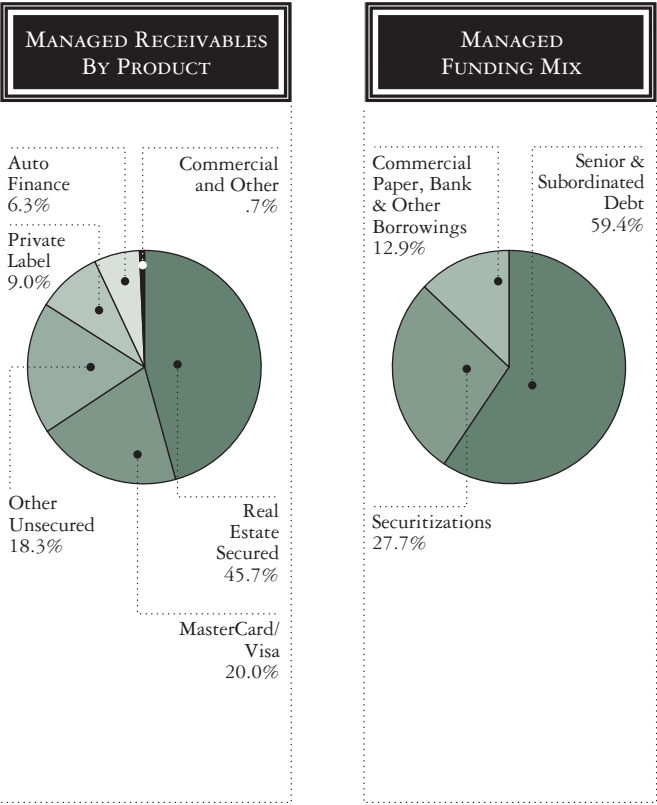 MANAGED RECEIVABLES
BY PRODUCT
Auto
Finance
6.3%
Commercial
and Other
.7%
Private
Label
9.0%
Other
Unsecured
18.3%
Real
Estate
Secured
45.7%
MasterCard/
Visa
20.0%
MANAGED
FUNDING MIX
Commercial
Paper, Bank
& Other
Borrowings
12.9%
Senior &
Subordinated
Debt
59.4%
Securitizations
27.7%